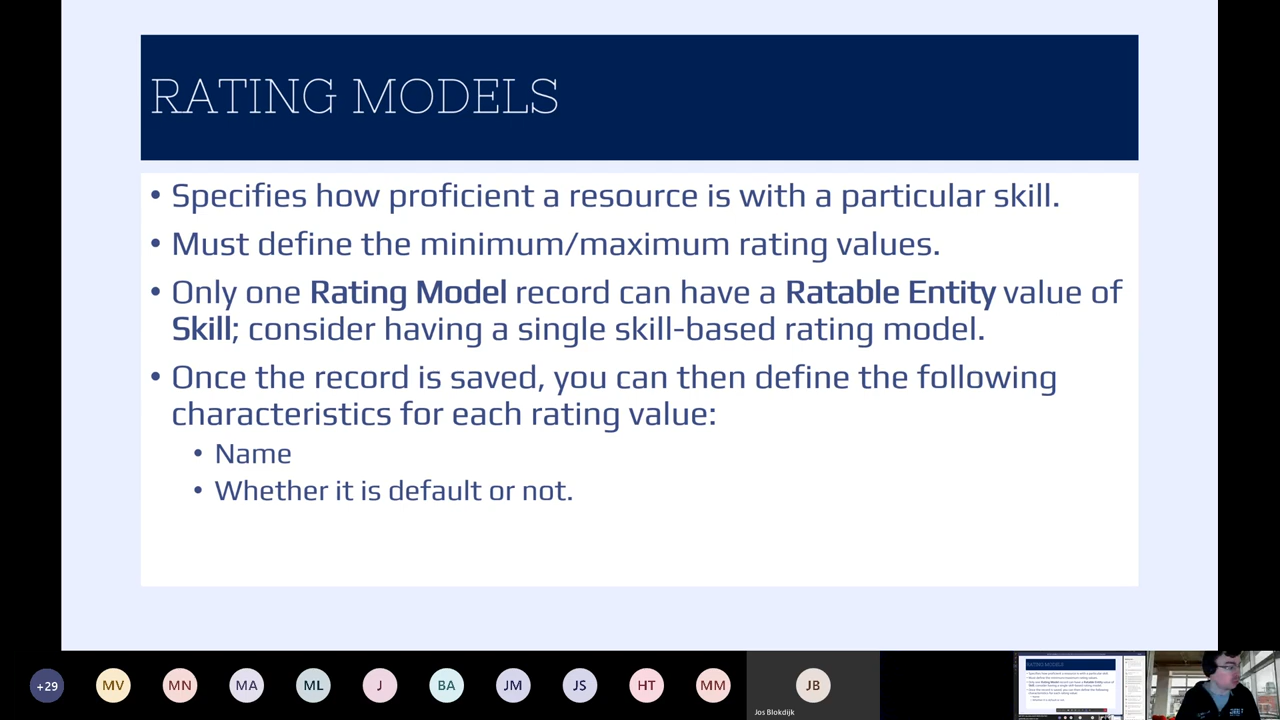 RATING MODELS
• Specifies how proficient a resource is with a particular skill.
• Must define the minimum/maximum rating values.
• Only one Rating Model record can have a Ratable Entity value of
Skill; consider having a single skill-based rating model.
• Once the record is saved, you can then define the following
characteristics for each rating value:
• Name
• Whether it is default or not.
+29
MV
MN
MA
ML
JM
JS
HT
Jos Blokdijk
RATING MODELS